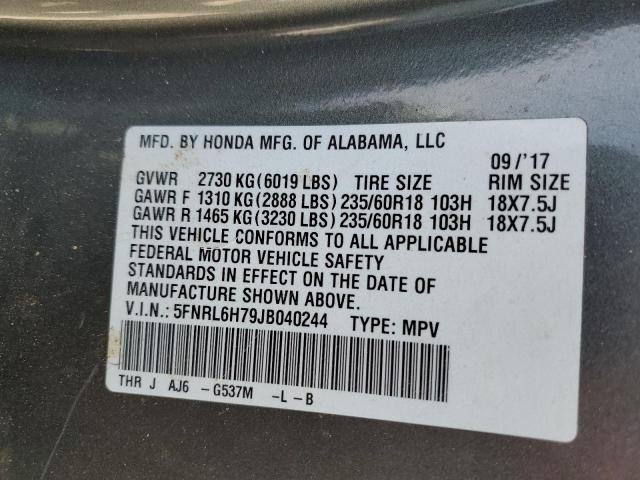 MFD. BY HONDA MFG. OF ALABAMA, LLC
09/'17
GVWR 2730 KG(6019 LBS) TIRE SIZE RIM SIZE
GAWR F 1310 KG(2888 LBS)235/60R18 103H 18X7.5J
GAWR R 1465 KG(3230 LBS)235/60R18 103H 18X7.5J
THIS VEHICLE CONFORMS TO ALL APPLICABLE
FEDERAL MOTOR VEHICLE SAFETY
STANDARDS IN EFFECT ON THE DATE OF
MANUFACTURE SHOWN ABOVE.
V.I.N.: 5FNRL6H79JB040244 TYPE: MPV
THR J AJ6 -G537M -L-B